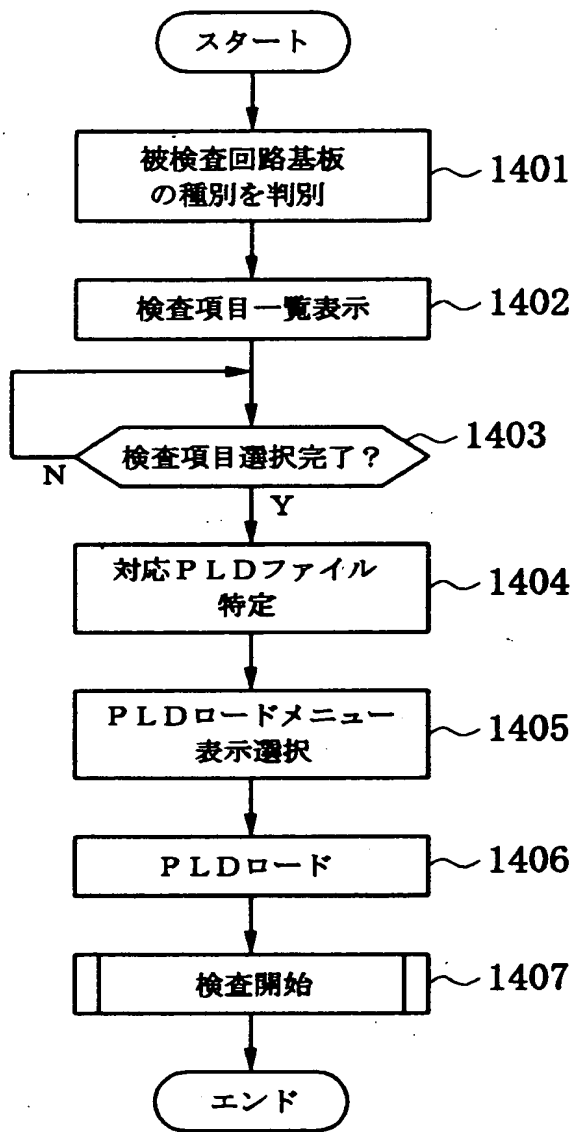 スタート
被検査回路基板
の種別を判別
1401
検査項目一覧表示
1402
検査項目選択完了？
1403
N
Y
対応ＰＬＤファイル
特定
1404
ＰＬＤロードメニュー
表示選択
1405
ＰＬＤロード
1406
検査開始
1407
エンド